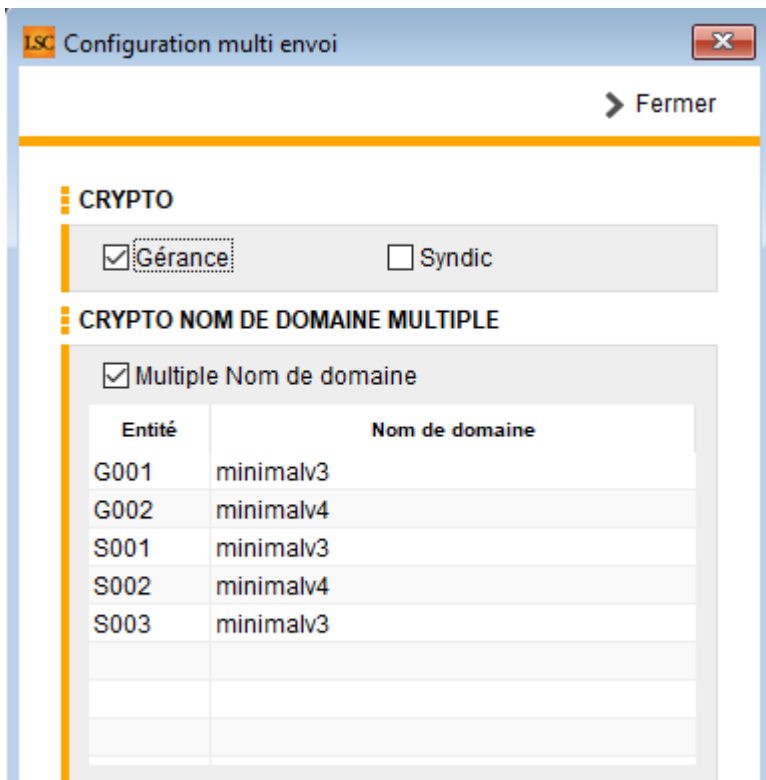 LSC Configuration multi envoi
Fermer
CRYPTO
Gérance Syndic
CRYPTO NOM DE DOMAINE MULTIPLE
Multiple Nom de domaine
Entité Nom de domaine
G001 minimalv3
G002 minimalv4
S001 minimalv3
S002 minimalv4
S003 minimalv3